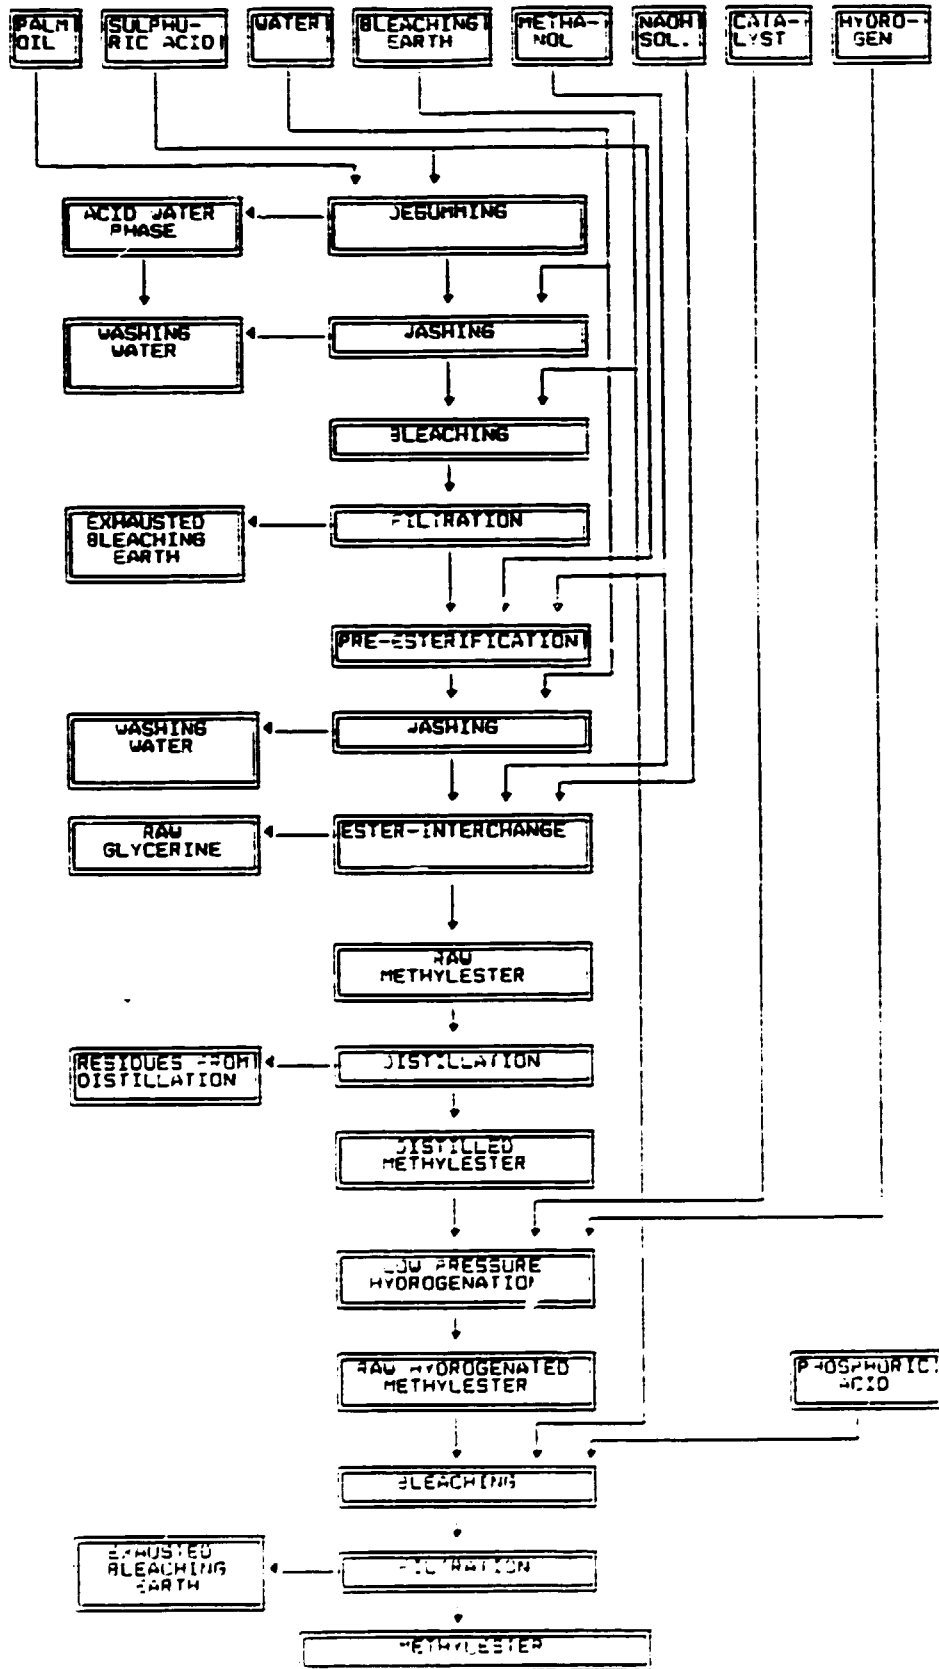 PALM
OIL
SULPHU-
RIC ACID
WATER
BLEACHING
EARTH
METHA-
NOL
NAOH
SOL.
CATA-
LYST
HYDRO-
GEN
ACID WATER
PHASE
DEGUMMING
WASHING
WATER
WASHING
BLEACHING
EXHAUSTED
BLEACHING
EARTH
FILTRATION
PRE-ESTERIFICATION
WASHING
WATER
WASHING
RAW
GLYCERINE
ESTER-INTERCHANGE
RAW
METHYLESTER
RESIDUES FROM
DISTILLATION
DISTILLATION
DISTILLED
METHYLESTER
LOW PRESSURE
HYDROGENATION
RAW HYDROGENATED
METHYLESTER
PHOSPHORIC
ACID
BLEACHING
EXHAUSTED
BLEACHING
EARTH
FILTRATION
METHYLESTER